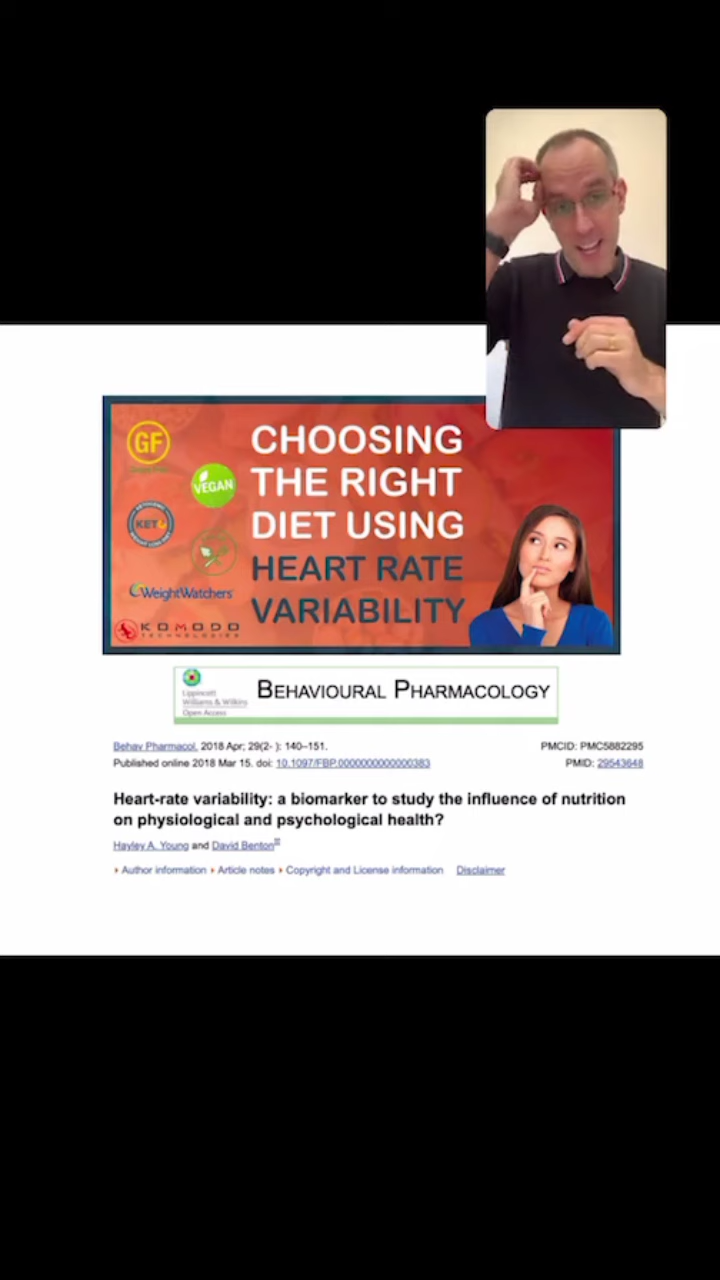 GF
VEGAN
KETO
WeightWatchers
KOMODO
TECHNOLOGIES
CHOOSING
THE RIGHT
DIET USING
HEART RATE
VARIABILITY
Lippincott
Williams & Wilkins
Open Access
BEHAVIOURAL PHARMACOLOGY
Behav Pharmacol. 2018 Apr; 29(2- ): 140–151.
PMCID: PMC5882295
Published online 2018 Mar 15. doi: 10.1097/FBP.0000000000000383
PMID: 29543648
Heart-rate variability: a biomarker to study the influence of nutrition
on physiological and psychological health?
Hayley A. Young and David Benton
Author information Article notes Copyright and License information Disclaimer